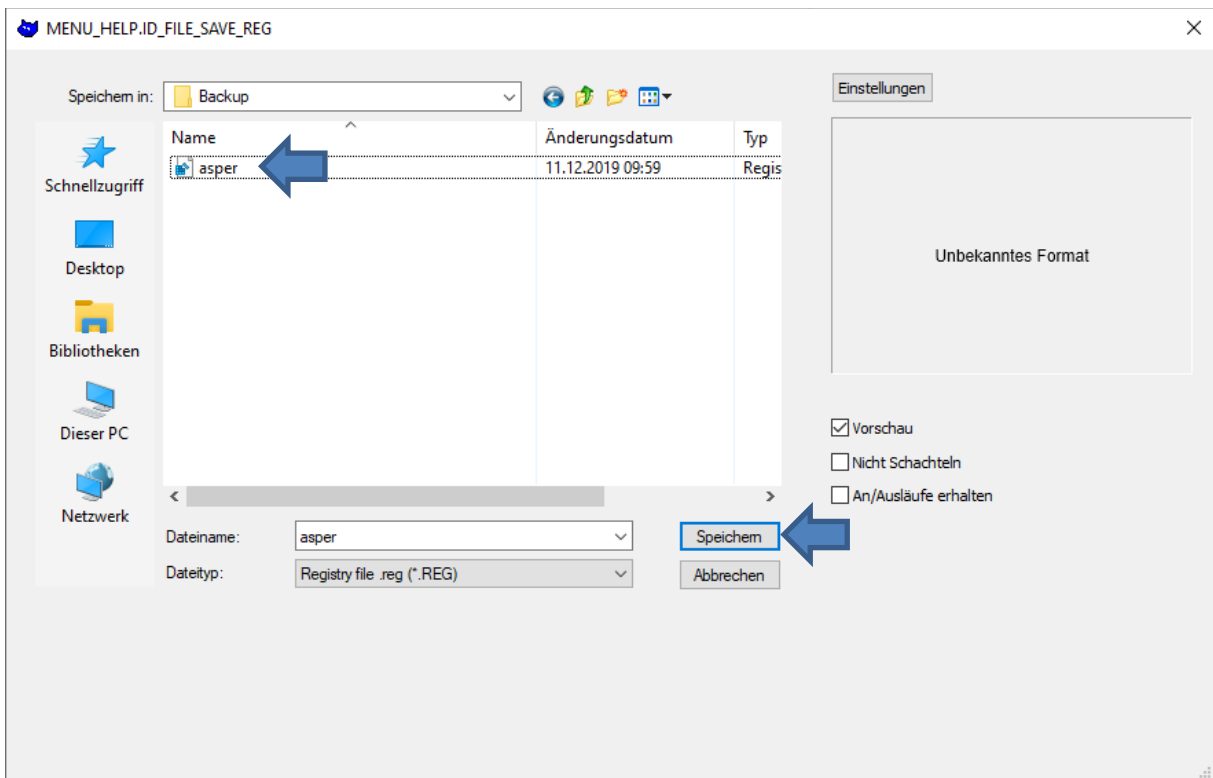 MENU_HELP.ID_FILE_SAVE_REG
Speichern in:
Backup
Einstellungen
Name
Änderungsdatum
Typ
asper
11.12.2019 09:59
Regis
Schnellzugriff
Desktop
Bibliotheken
Dieser PC
Netzwerk
Unbekanntes Format
Vorschau
Nicht Schachteln
An/Ausläufe erhalten
Dateiname:
asper
Speichern
Dateityp:
Registry file .reg (*.REG)
Abbrechen